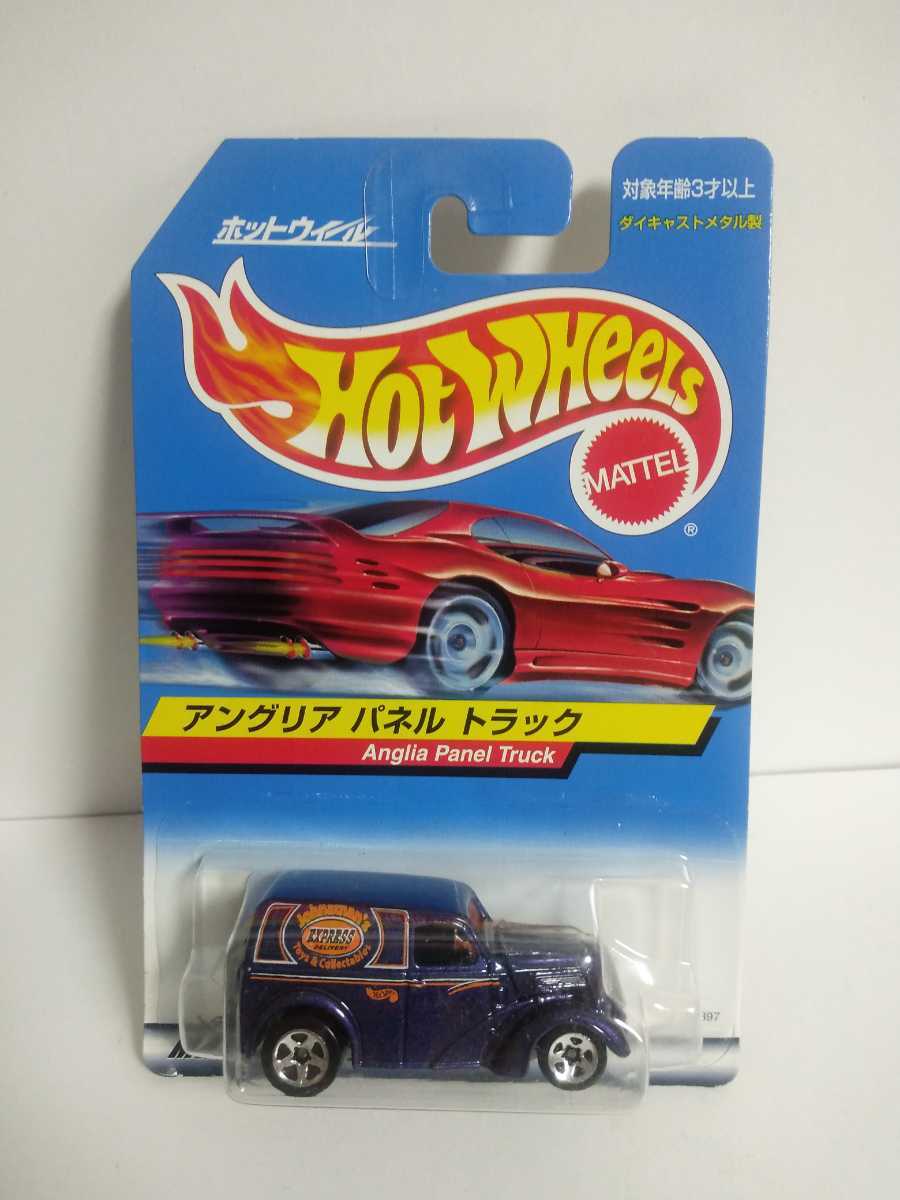 ホットウィール
対象年齢3才以上
ダイキャストメタル製
Hot Wheels
MATTEL
®
アングリア パネル トラック
Anglia Panel Truck
EXPRESS
DELIVERY
Toys & Collectables